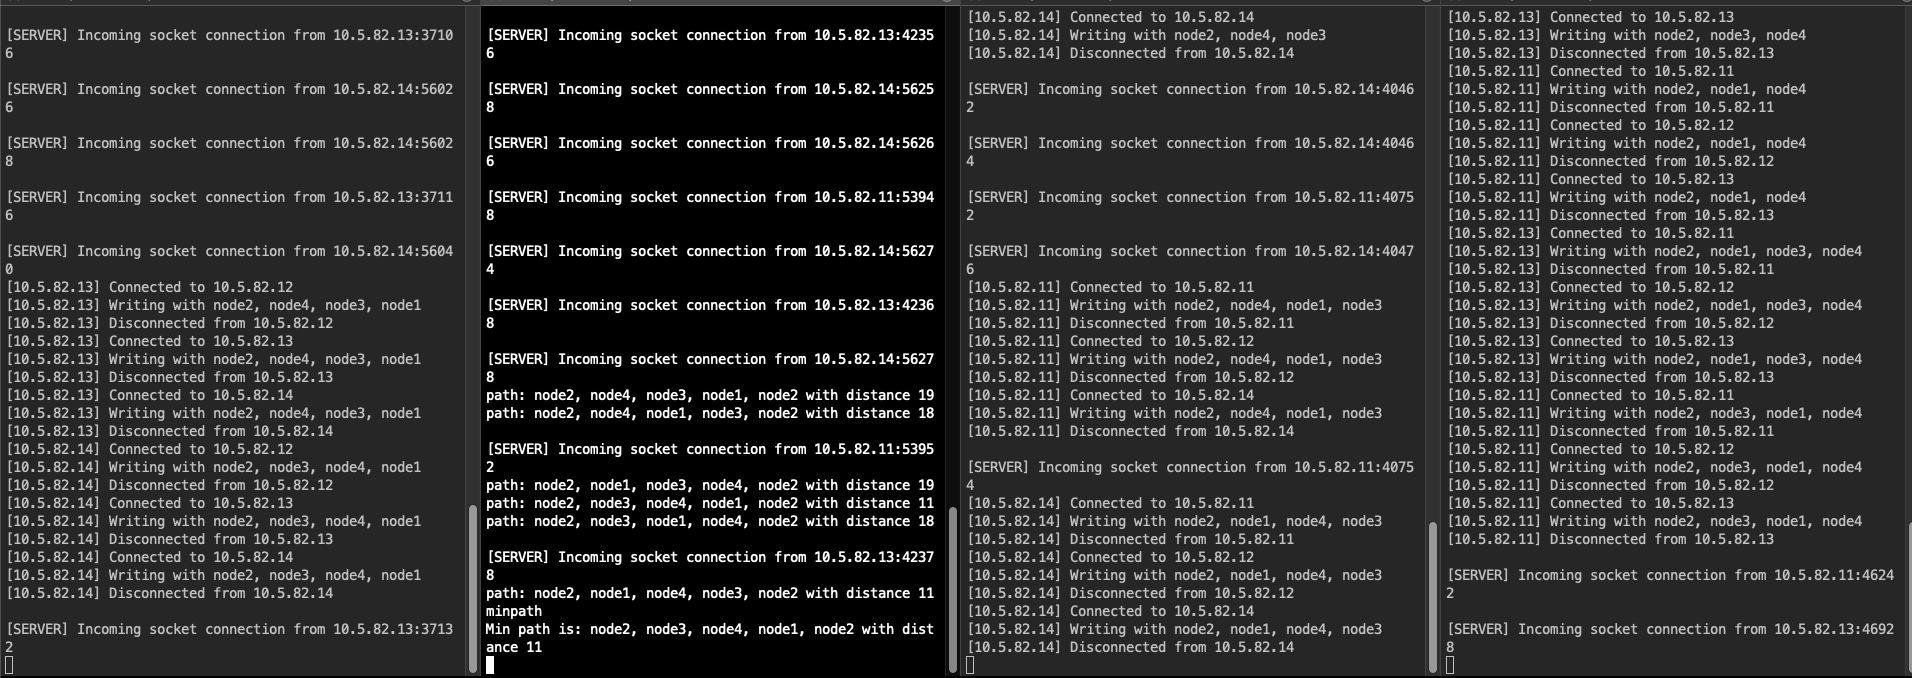 [SERVER] Incoming socket connection from 10.5.82.13:3710
6
[SERVER] Incoming socket connection from 10.5.82.14:5602
6
[SERVER] Incoming socket connection from 10.5.82.14:5602
8
[SERVER] Incoming socket connection from 10.5.82.13:3711
6
[SERVER] Incoming socket connection from 10.5.82.14:5604
0
[10.5.82.13] Connected to 10.5.82.12
[10.5.82.13] Writing with node2, node4, node3, node1
[10.5.82.13] Disconnected from 10.5.82.12
[10.5.82.13] Connected to 10.5.82.13
[10.5.82.13] Writing with node2, node4, node3, node1
[10.5.82.13] Disconnected from 10.5.82.13
[10.5.82.13] Connected to 10.5.82.14
[10.5.82.13] Writing with node2, node4, node3, node1
[10.5.82.13] Disconnected from 10.5.82.14
[10.5.82.14] Connected to 10.5.82.12
[10.5.82.14] Writing with node2, node3, node4, node1
[10.5.82.14] Disconnected from 10.5.82.12
[10.5.82.14] Connected to 10.5.82.13
[10.5.82.14] Writing with node2, node3, node4, node1
[10.5.82.14] Disconnected from 10.5.82.13
[10.5.82.14] Connected to 10.5.82.14
[10.5.82.14] Writing with node2, node3, node4, node1
[10.5.82.14] Disconnected from 10.5.82.14
[SERVER] Incoming socket connection from 10.5.82.13:3713
2
[SERVER] Incoming socket connection from 10.5.82.13:4235
6
[SERVER] Incoming socket connection from 10.5.82.14:5625
8
[SERVER] Incoming socket connection from 10.5.82.14:5626
6
[SERVER] Incoming socket connection from 10.5.82.11:5394
8
[SERVER] Incoming socket connection from 10.5.82.14:5627
4
[SERVER] Incoming socket connection from 10.5.82.13:4236
8
[SERVER] Incoming socket connection from 10.5.82.14:5627
8
path: node2, node4, node3, node1, node2 with distance 19
path: node2, node4, node1, node3, node2 with distance 18
[SERVER] Incoming socket connection from 10.5.82.11:5395
2
path: node2, node1, node3, node4, node2 with distance 19
path: node2, node3, node4, node1, node2 with distance 11
path: node2, node3, node1, node4, node2 with distance 18
[SERVER] Incoming socket connection from 10.5.82.13:4237
8
path: node2, node1, node4, node3, node2 with distance 11
minpath
Min path is: node2, node3, node4, node1, node2 with dist
ance 11
[10.5.82.14] Connected to 10.5.82.14
[10.5.82.14] Writing with node2, node4, node3
[10.5.82.14] Disconnected from 10.5.82.14
[SERVER] Incoming socket connection from 10.5.82.14:4046
2
[SERVER] Incoming socket connection from 10.5.82.14:4046
4
[SERVER] Incoming socket connection from 10.5.82.11:4075
2
[SERVER] Incoming socket connection from 10.5.82.14:4047
6
[10.5.82.11] Connected to 10.5.82.11
[10.5.82.11] Writing with node2, node4, node1, node3
[10.5.82.11] Disconnected from 10.5.82.11
[10.5.82.11] Connected to 10.5.82.12
[10.5.82.11] Writing with node2, node4, node1, node3
[10.5.82.11] Disconnected from 10.5.82.12
[10.5.82.11] Connected to 10.5.82.14
[10.5.82.11] Writing with node2, node4, node1, node3
[10.5.82.11] Disconnected from 10.5.82.14
[SERVER] Incoming socket connection from 10.5.82.11:4075
4
[10.5.82.14] Connected to 10.5.82.11
[10.5.82.14] Writing with node2, node1, node4, node3
[10.5.82.14] Disconnected from 10.5.82.11
[10.5.82.14] Connected to 10.5.82.12
[10.5.82.14] Writing with node2, node1, node4, node3
[10.5.82.14] Disconnected from 10.5.82.12
[10.5.82.14] Connected to 10.5.82.14
[10.5.82.14] Writing with node2, node1, node4, node3
[10.5.82.14] Disconnected from 10.5.82.14
[10.5.82.13] Connected to 10.5.82.13
[10.5.82.13] Writing with node2, node3, node4
[10.5.82.13] Disconnected from 10.5.82.13
[10.5.82.11] Connected to 10.5.82.11
[10.5.82.11] Writing with node2, node1, node4
[10.5.82.11] Disconnected from 10.5.82.11
[10.5.82.11] Connected to 10.5.82.12
[10.5.82.11] Writing with node2, node1, node4
[10.5.82.11] Disconnected from 10.5.82.12
[10.5.82.11] Connected to 10.5.82.13
[10.5.82.11] Writing with node2, node1, node4
[10.5.82.11] Disconnected from 10.5.82.13
[10.5.82.13] Connected to 10.5.82.11
[10.5.82.13] Writing with node2, node1, node3, node4
[10.5.82.13] Disconnected from 10.5.82.11
[10.5.82.13] Connected to 10.5.82.12
[10.5.82.13] Writing with node2, node1, node3, node4
[10.5.82.13] Disconnected from 10.5.82.12
[10.5.82.13] Connected to 10.5.82.13
[10.5.82.13] Writing with node2, node1, node3, node4
[10.5.82.13] Disconnected from 10.5.82.13
[10.5.82.11] Connected to 10.5.82.11
[10.5.82.11] Writing with node2, node3, node1, node4
[10.5.82.11] Disconnected from 10.5.82.11
[10.5.82.11] Connected to 10.5.82.12
[10.5.82.11] Writing with node2, node3, node1, node4
[10.5.82.11] Disconnected from 10.5.82.12
[10.5.82.11] Connected to 10.5.82.13
[10.5.82.11] Writing with node2, node3, node1, node4
[10.5.82.11] Disconnected from 10.5.82.13
[SERVER] Incoming socket connection from 10.5.82.11:4624
2
[SERVER] Incoming socket connection from 10.5.82.13:4692
8